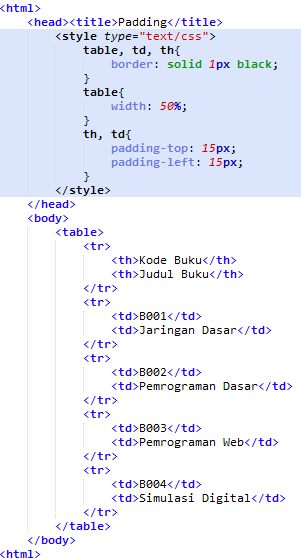 <html>
<head><title>Padding</title>
<style type="text/css">
table, td, th{
border: solid 1px black;
}
table{
width: 50%;
}
th, td{
padding-top: 15px;
padding-left: 15px;
}
</style>
</head>
<body>
<table>
<tr>
<th>Kode Buku</th>
<th>Judul Buku</th>
</tr>
<tr>
<td>B001</td>
<td>Jaringan Dasar</td>
</tr>
<tr>
<td>B002</td>
<td>Pemrograman Dasar</td>
</tr>
<tr>
<td>B003</td>
<td>Pemrograman Web</td>
</tr>
<tr>
<td>B004</td>
<td>Simulasi Digital</td>
</tr>
</table>
</body>
<html>